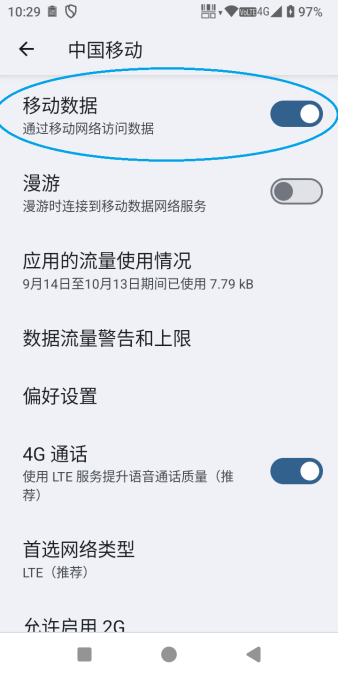 10:29 VoLTE 4G 97%
中国移动
移动数据
通过移动网络访问数据
漫游
漫游时连接到移动数据网络服务
应用的流量使用情况
9月14日至10月13日期间已使用 7.79 kB
数据流量警告和上限
偏好设置
4G 通话
使用 LTE 服务提升语音通话质量（推
荐）
首选网络类型
LTE（推荐）
允许启用 2G